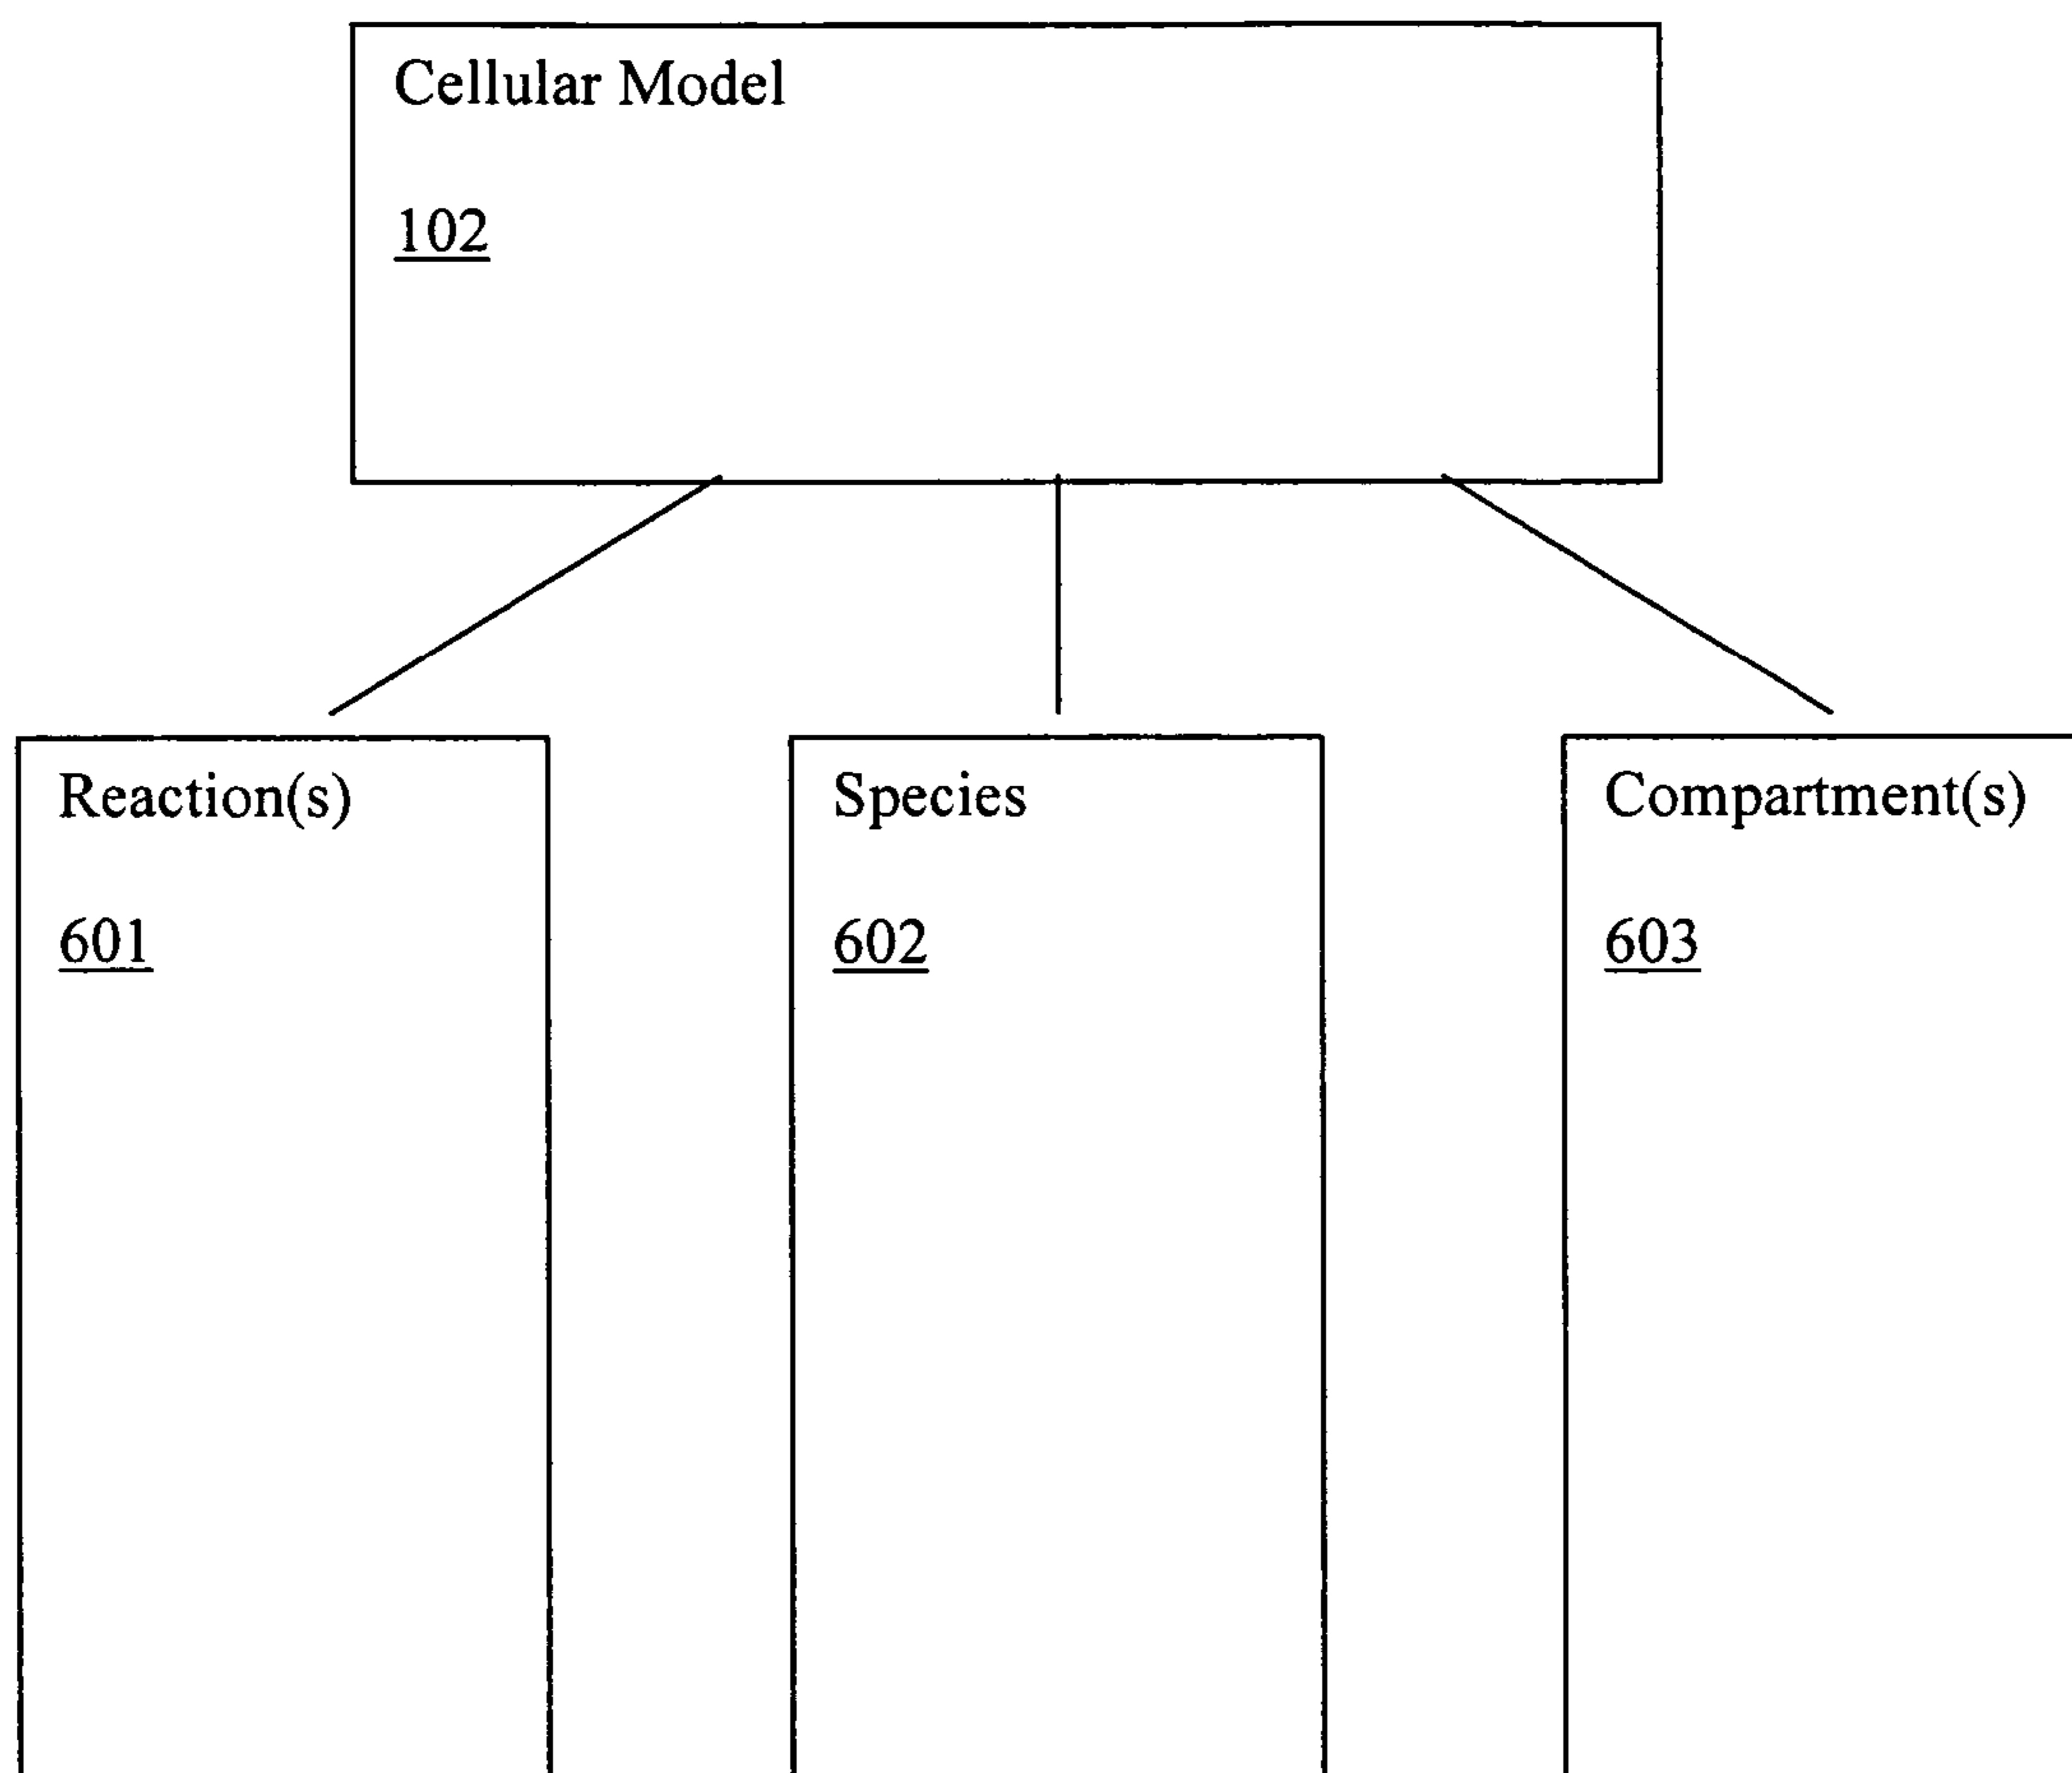 Cellular Model
102
Reaction(s)
601
Species
602
Compartment(s)
603